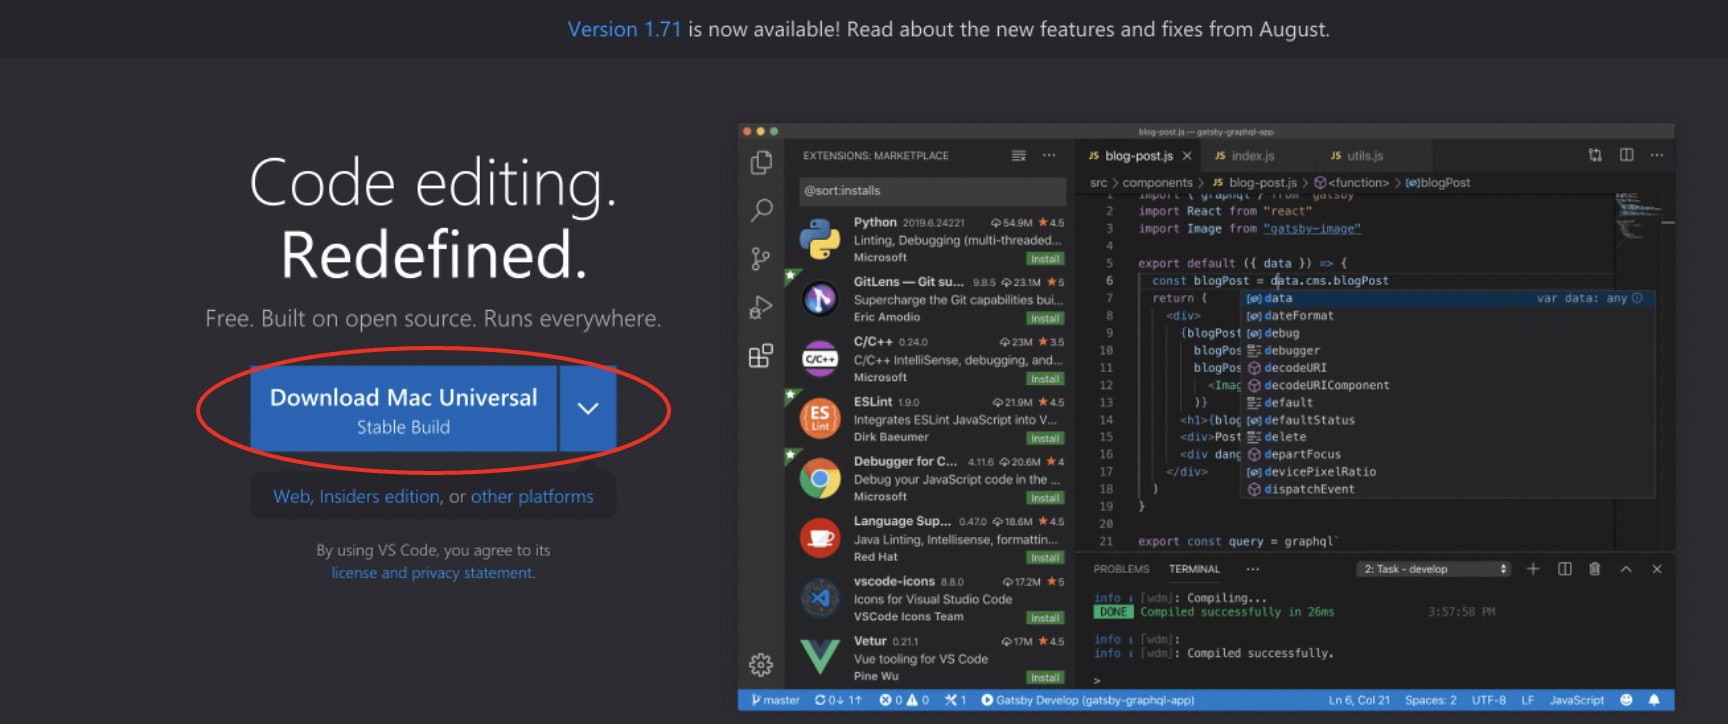 Version 1.71 is now available! Read about the new features and fixes from August.
Code editing.
Redefined.
Free. Built on open source. Runs everywhere.
Download Mac Universal
Stable Build
Web, Insiders edition, or other platforms
By using VS Code, you agree to its
license and privacy statement.
blog-post.js — gatsby-graphql-app
EXTENSIONS: MARKETPLACE
@sort:installs
Python 2019.6.24221 54.9M ★ 4.5
Linting, Debugging (multi-threaded...
Microsoft Install
GitLens — Git su... 9.8.5 23.1M ★ 5
Supercharge the Git capabilities bui...
Eric Amodio Install
C/C++
C/C++ 0.24.0 23M ★ 3.5
C/C++ IntelliSense, debugging, and...
Microsoft Install
ES
Lint
ESLint 1.9.0 21.9M ★ 4.5
Integrates ESLint JavaScript into V...
Dirk Baeumer Install
Debugger for C... 4.11.6 20.6M ★ 4
Debug your JavaScript code in the ...
Microsoft Install
Language Sup... 0.47.0 18.6M ★ 4.5
Java Linting, Intellisense, formattin...
Red Hat Install
vscode-icons 8.8.0 17.2M ★ 5
Icons for Visual Studio Code
VSCode Icons Team Install
Vetur 0.21.1 17M ★ 4.5
Vue tooling for VS Code
Pine Wu Install
JS blog-post.js JS index.js JS utils.js
src > components > JS blog-post.js > <function> > blogPost
1 import { graphql } from "gatsby"
2 import React from "react"
3 import Image from "gatsby-image"
4
5 export default ({ data }) => {
6 const blogPost = data.cms.blogPost
7 return (
8 <div>
9 {blogPost
10 blogPos
11 blogPos
12 <Imag
13 )}
14 <h1>{blog
15 <div>Post
16 <div dang
17 </div>
18 )
19 }
20
21 export const query = graphql`
data var data: any
dateFormat
debug
debugger
decodeURI
decodeURIComponent
default
defaultStatus
delete
departFocus
devicePixelRatio
dispatchEvent
PROBLEMS TERMINAL ... 2: Task - develop
info [wdm]: Compiling...
DONE Compiled successfully in 26ms 3:57:58 PM
info [wdm]:
info [wdm]: Compiled successfully.
>
master 0↓ 1↑ 0 0 1 Gatsby Develop (gatsby-graphql-app) Ln 6, Col 21 Spaces: 2 UTF-8 LF JavaScript